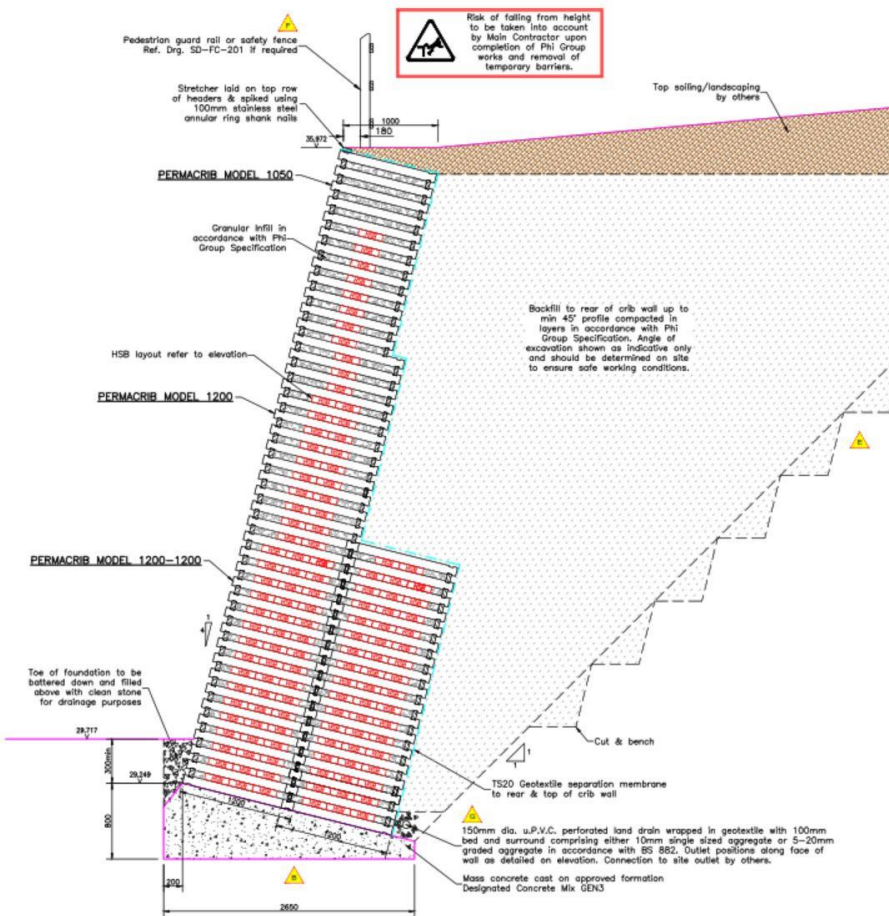 F
Pedestrian guard rail or safety fence
Ref. Drg. SD-FC-201 if required
Risk of falling from height
to be taken into account
by Main Contractor upon
completion of Phi Group
works and removal of
temporary barriers.
Stretcher laid on top row
of headers & spiked using
100mm stainless steel
annular ring shank nails
Top soiling/landscaping
by others
1000
180
35,972
PERMACRIB MODEL 1050
Granular Infill in
accordance with Phi
Group Specification
Backfill to rear of crib wall up to
min 45° profile compacted in
layers in accordance with Phi
Group Specification. Angle of
excavation shown as indicative only
and should be determined on site
to ensure safe working conditions.
HSB layout refer to elevation
PERMACRIB MODEL 1200
E
PERMACRIB MODEL 1200-1200
1
4
Toe of foundation to be
battered down and filled
above with clean stone
for drainage purposes
29,717
Cut & bench
1
1
300min
29,249
TS20 Geotextile separation membrane
to rear & top of crib wall
1200
1200
800
G
150mm dia. u.P.V.C. perforated land drain wrapped in geotextile with 100mm
bed and surround comprising either 10mm single sized aggregate or 5-20mm
graded aggregate in accordance with BS 882. Outlet positions along face of
wall as detailed on elevation. Connection to site outlet by others.
Mass concrete cast on approved formation
Designated Concrete Mix GEN3
B
200
2650